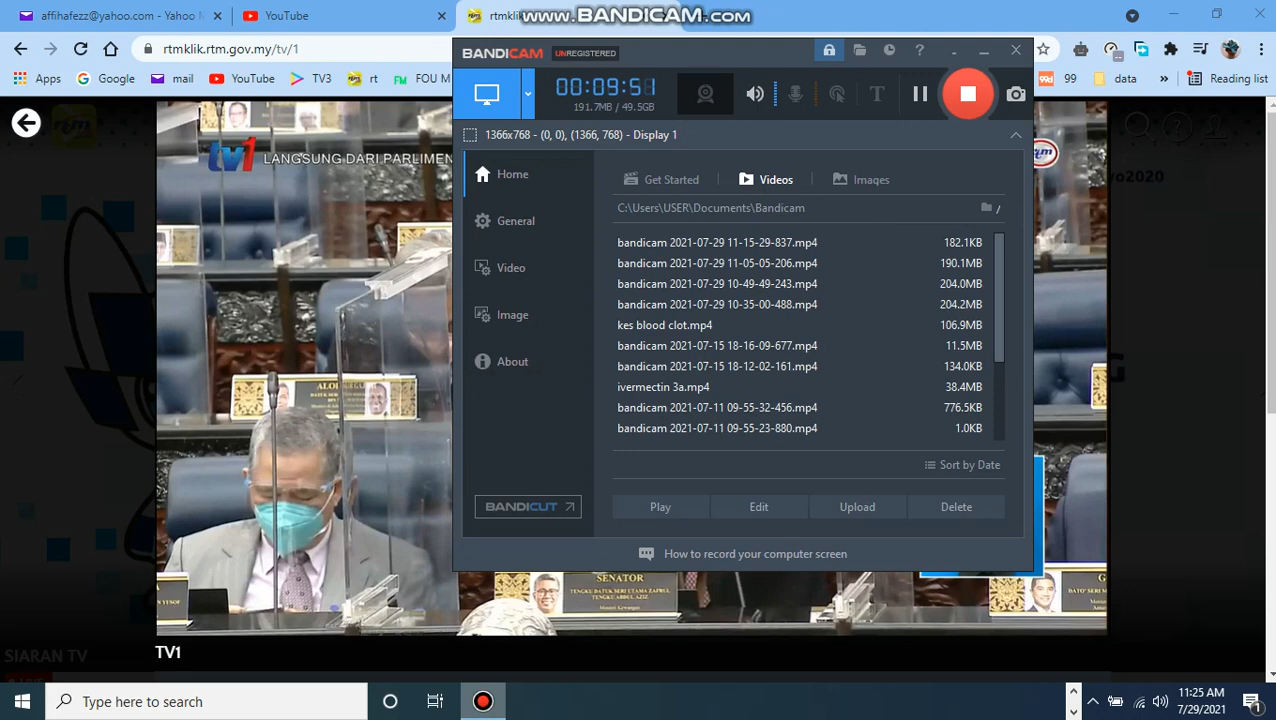 affihafezz@yahoo.com - Yahoo M
YouTube
rtmklik
www.BANDICAM.com
rtmklik.rtm.gov.my/tv/1
Apps
Google
mail
YouTube
TV3
rt
FOU M
99
data
Reading list
BANDICAM
UNREGISTERED
00:09:51
191.7MB / 49.5GB
1366x768 - (0, 0), (1366, 768) - Display 1
tv1 LANGSUNG DARI PARLIMEN
Home
General
Video
Image
About
BANDICUT
Get Started
Videos
Images
C:\Users\USER\Documents\Bandicam
/
bandicam 2021-07-29 11-15-29-837.mp4 182.1KB
bandicam 2021-07-29 11-05-05-206.mp4 190.1MB
bandicam 2021-07-29 10-49-49-243.mp4 204.0MB
bandicam 2021-07-29 10-35-00-488.mp4 204.2MB
kes blood clot.mp4 106.9MB
bandicam 2021-07-15 18-16-09-677.mp4 11.5MB
bandicam 2021-07-15 18-12-02-161.mp4 134.0KB
ivermectin 3a.mp4 38.4MB
bandicam 2021-07-11 09-55-32-456.mp4 776.5KB
bandicam 2021-07-11 09-55-23-880.mp4 1.0KB
Sort by Date
Play
Edit
Upload
Delete
How to record your computer screen
SENATOR
TENGKU DATUK SERI UTAMA ZAFRUL
TENGKU ABDUL AZIZ
Menteri Kewangan
SIARAN TV
TV1
Type here to search
11:25 AM
7/29/2021
1